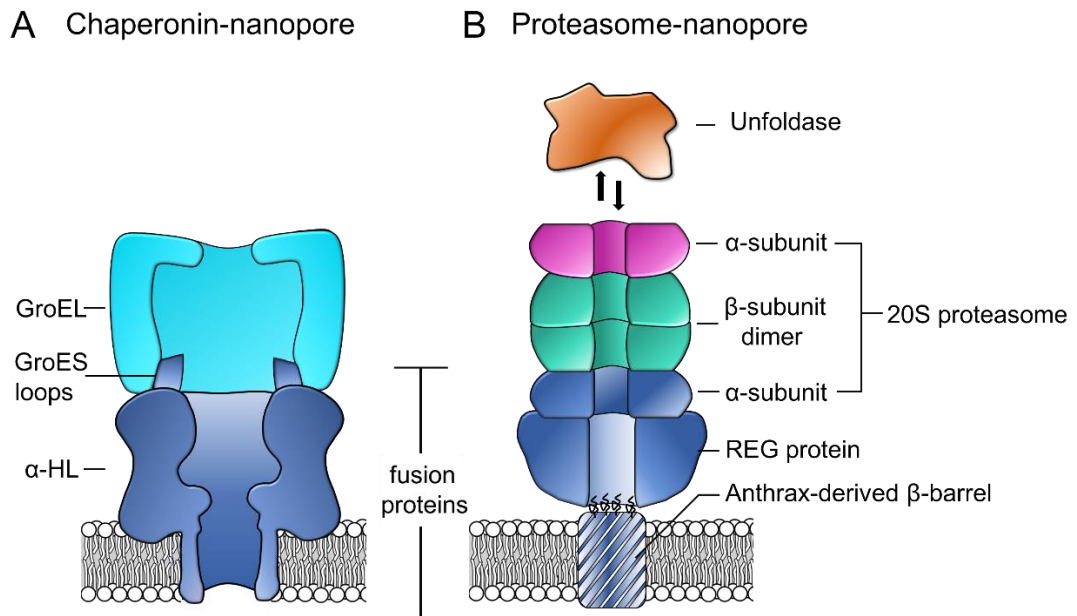 A Chaperonin-nanopore
B Proteasome-nanopore
Unfoldase
α-subunit
GroEL
β-subunit
dimer
20S proteasome
GroES
loops
α-subunit
α-HL
fusion
proteins
REG protein
Anthrax-derived β-barrel